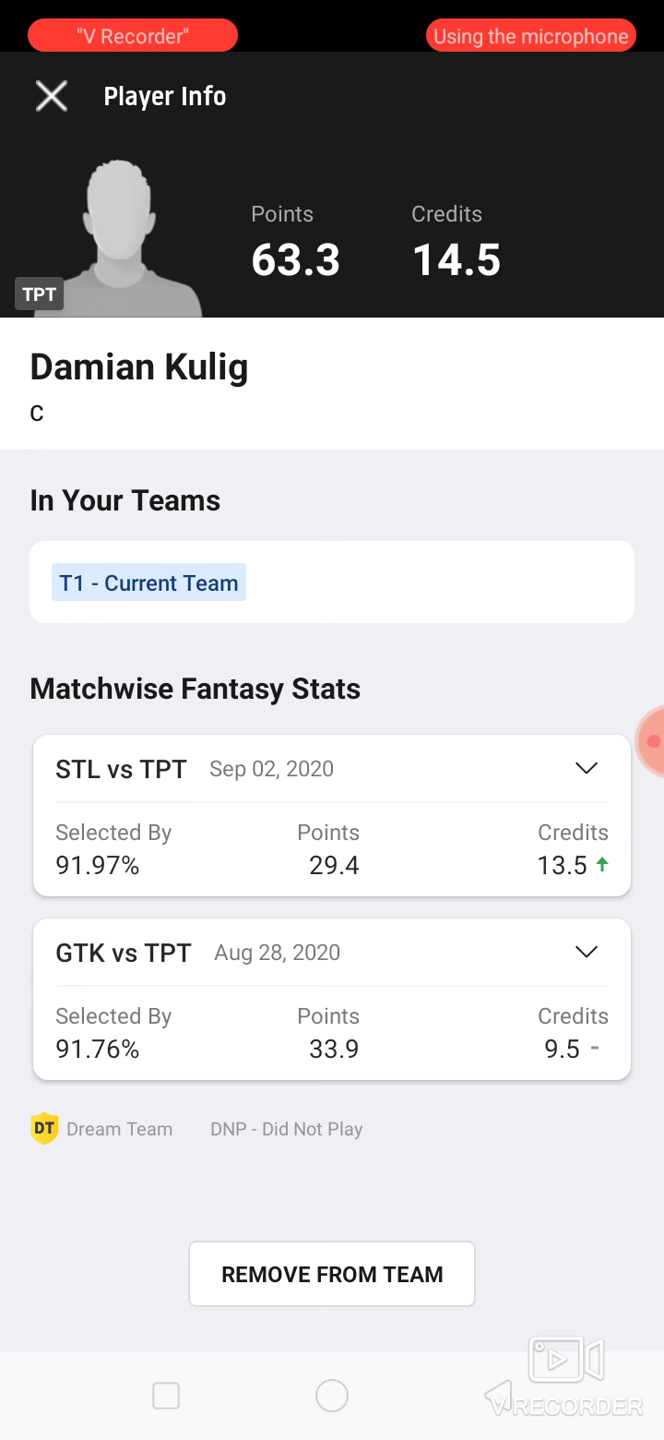 "V Recorder" Using the microphone
Player Info
Points Credits
63.3 14.5
TPT
Damian Kulig
C
In Your Teams
T1 - Current Team
Matchwise Fantasy Stats
STL vs TPT Sep 02, 2020
Selected By Points Credits
91.97% 29.4 13.5
GTK vs TPT Aug 28, 2020
Selected By Points Credits
91.76% 33.9 9.5 -
DT Dream Team DNP - Did Not Play
REMOVE FROM TEAM
VRECORDER